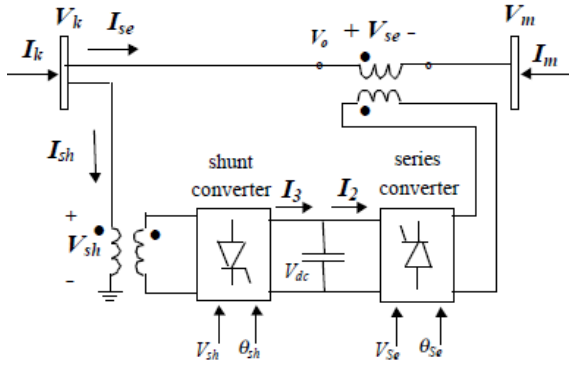 V_k
I_se
V_o
+ V_se -
V_m
I_k
I_m
I_sh
shunt
converter
I_3
I_2
series
converter
+
V_sh
-
V_dc
V_sh
θ_sh
V_Se
θ_Se